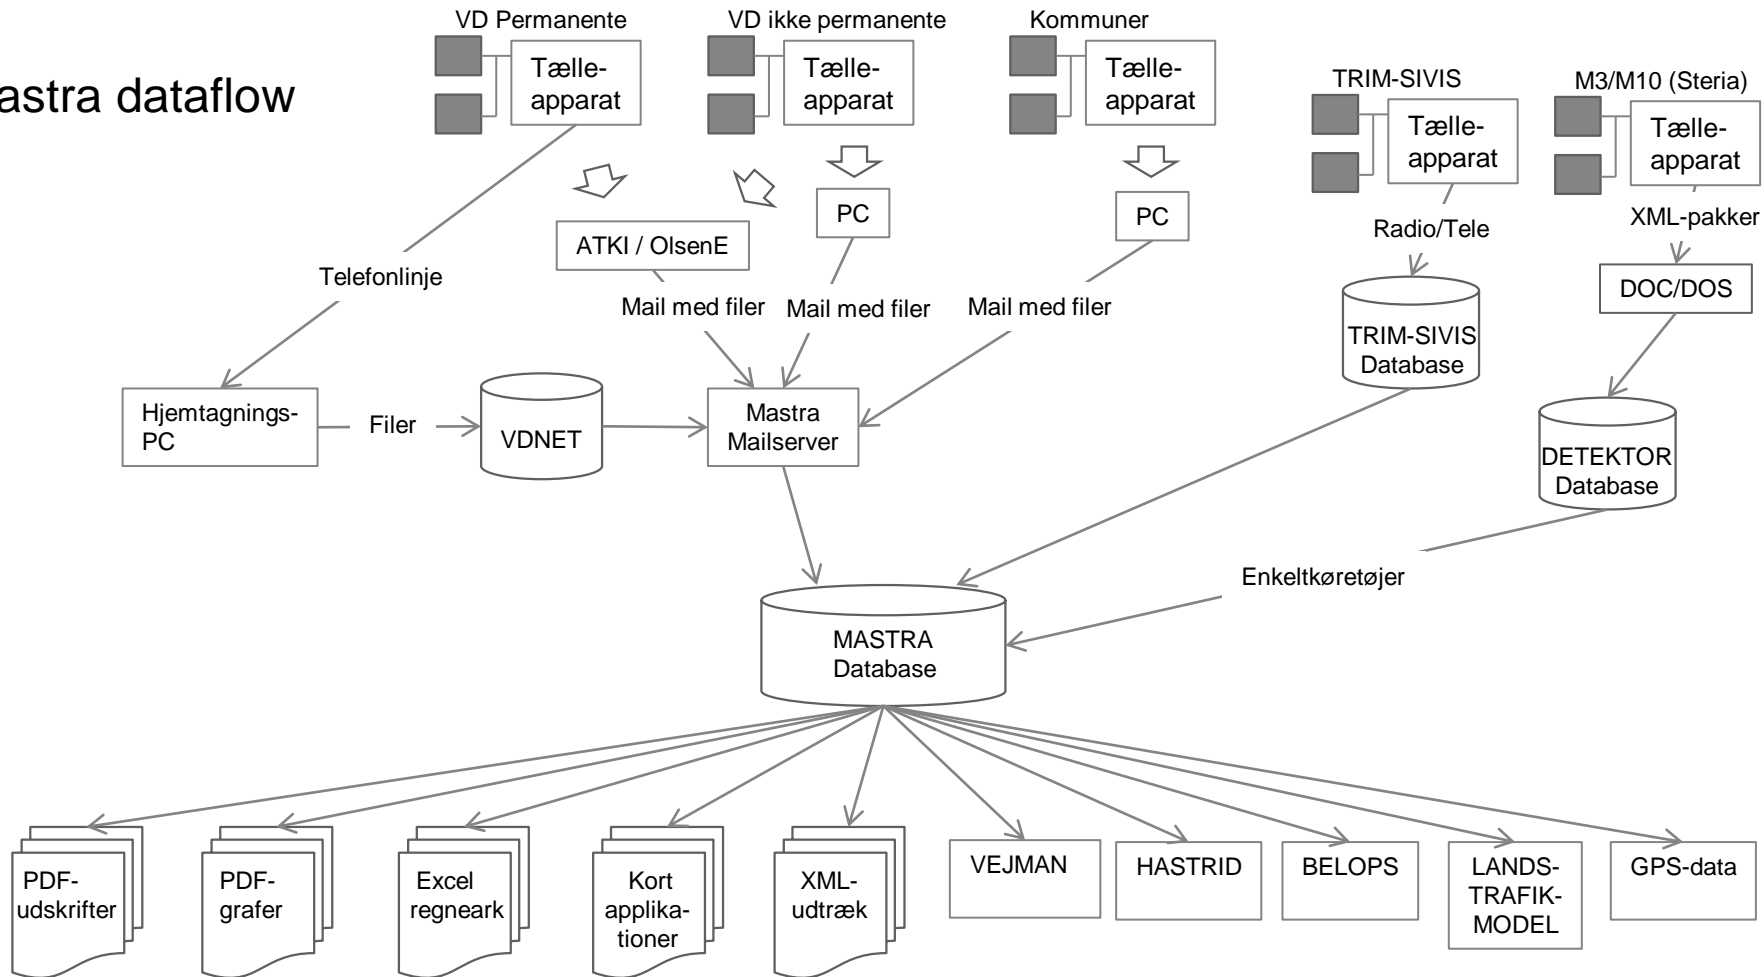 VD Permanente
VD ikke permanente
Kommuner
astra dataflow
Tælle-
apparat
Tælle-
apparat
Tælle-
apparat
TRIM-SIVIS
M3/M10 (Steria)
Tælle-
apparat
Tælle-
apparat
PC
PC
ATKI / OlsenE
Radio/Tele
XML-pakker
Telefonlinje
Mail med filer
Mail med filer
Mail med filer
DOC/DOS
TRIM-SIVIS
Database
Hjemtagnings-
PC
Filer
VDNET
Mastra
Mailserver
DETEKTOR
Database
Enkeltkøretøjer
MASTRA
Database
PDF-
udskrifter
PDF-
grafer
Excel
regneark
Kort
applika-
tioner
XML-
udtræk
VEJMAN
HASTRID
BELOPS
LANDS-
TRAFIK-
MODEL
GPS-data